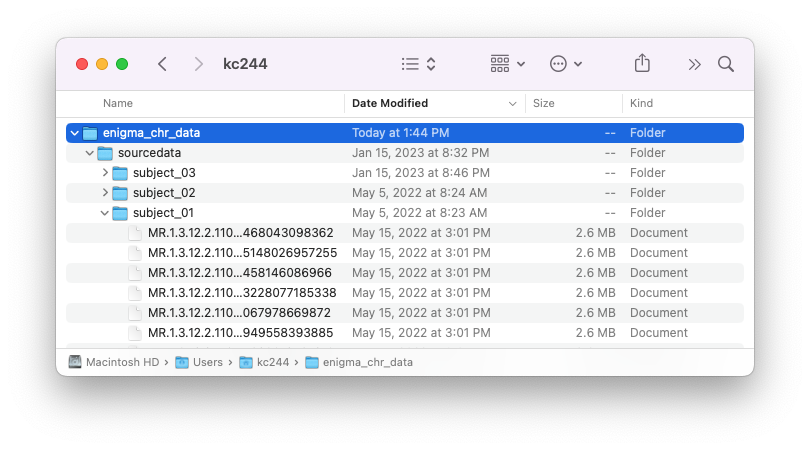 kc244
Name Date Modified Size Kind
enigma_chr_data Today at 1:44 PM -- Folder
sourcedata Jan 15, 2023 at 8:32 PM -- Folder
subject_03 Jan 15, 2023 at 8:46 PM -- Folder
subject_02 May 5, 2022 at 8:24 AM -- Folder
subject_01 May 5, 2022 at 8:23 AM -- Folder
MR.1.3.12.2.110...468043098362 May 15, 2022 at 3:01 PM 2.6 MB Document
MR.1.3.12.2.110...5148026957255 May 15, 2022 at 3:01 PM 2.6 MB Document
MR.1.3.12.2.110...458146086966 May 15, 2022 at 3:01 PM 2.6 MB Document
MR.1.3.12.2.110...3228077185338 May 15, 2022 at 3:01 PM 2.6 MB Document
MR.1.3.12.2.110...067978669872 May 15, 2022 at 3:01 PM 2.6 MB Document
MR.1.3.12.2.110...949558393885 May 15, 2022 at 3:01 PM 2.6 MB Document
Macintosh HD › Users › kc244 › enigma_chr_data